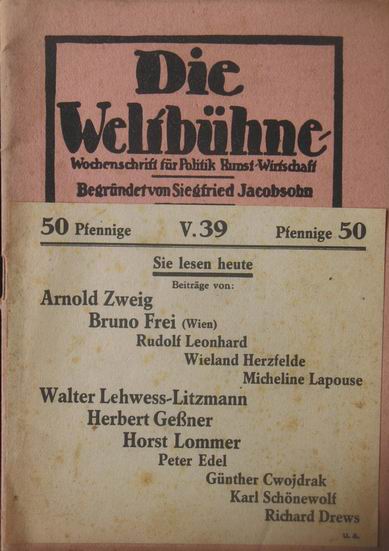 Die
Weltbühne
Wochenschrift für Politik Kunst-Wirtschaft
Begründet von Siegfried Jacobsohn
50 Pfennige V.39 Pfennige 50
Sie lesen heute
Beiträge von:
Arnold Zweig
Bruno Frei (Wien)
Rudolf Leonhard
Wieland Herzfelde
Micheline Lapouse
Walter Lehwess-Litzmann
Herbert Geßner
Horst Lommer
Peter Edel
Günther Cwojdrak
Karl Schönewolf
Richard Drews
u. a.